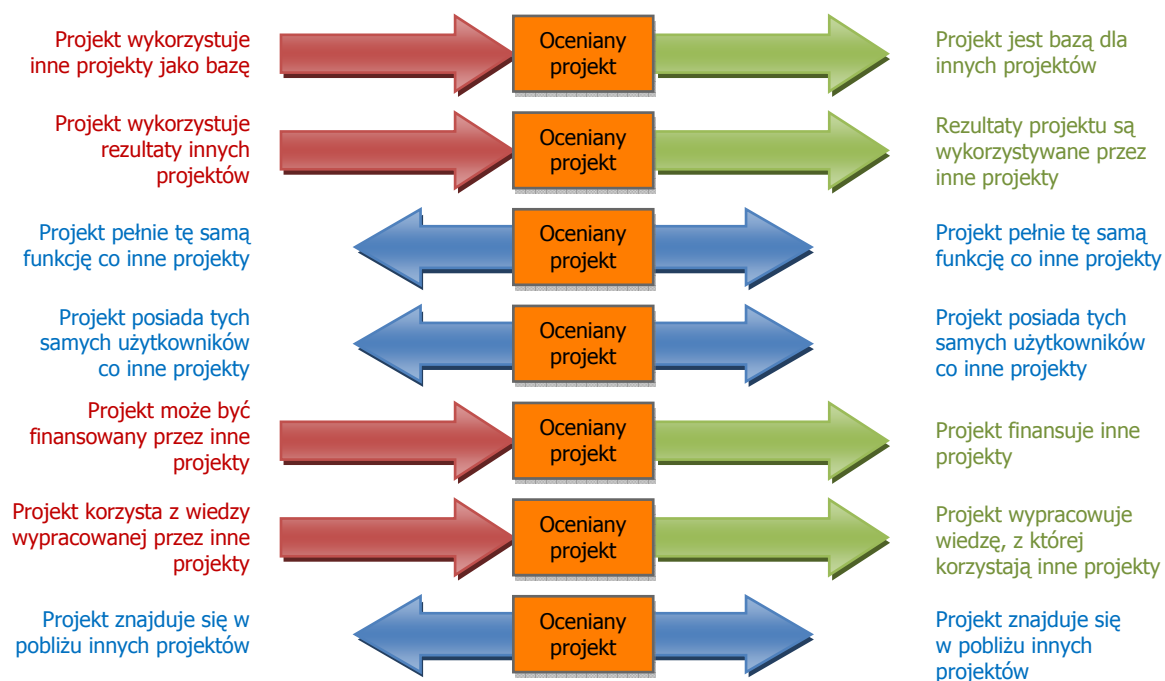 Projekt wykorzystuje
inne projekty jako bazę
Oceniany
projekt
Projekt jest bazą dla
innych projektów
Projekt wykorzystuje
rezultaty innych
projektów
Oceniany
projekt
Rezultaty projektu są
wykorzystywane przez
inne projekty
Projekt pełnie tę samą
funkcję co inne projekty
Oceniany
projekt
Projekt pełnie tę samą
funkcję co inne projekty
Projekt posiada tych
samych użytkowników
co inne projekty
Oceniany
projekt
Projekt posiada tych
samych użytkowników
co inne projekty
Projekt może być
finansowany przez inne
projekty
Oceniany
projekt
Projekt finansuje inne
projekty
Projekt korzysta z wiedzy
wypracowanej przez inne
projekty
Oceniany
projekt
Projekt wypracowuje
wiedzę, z której
korzystają inne projekty
Projekt znajduje się w
pobliżu innych projektów
Oceniany
projekt
Projekt znajduje się
w pobliżu innych
projektów